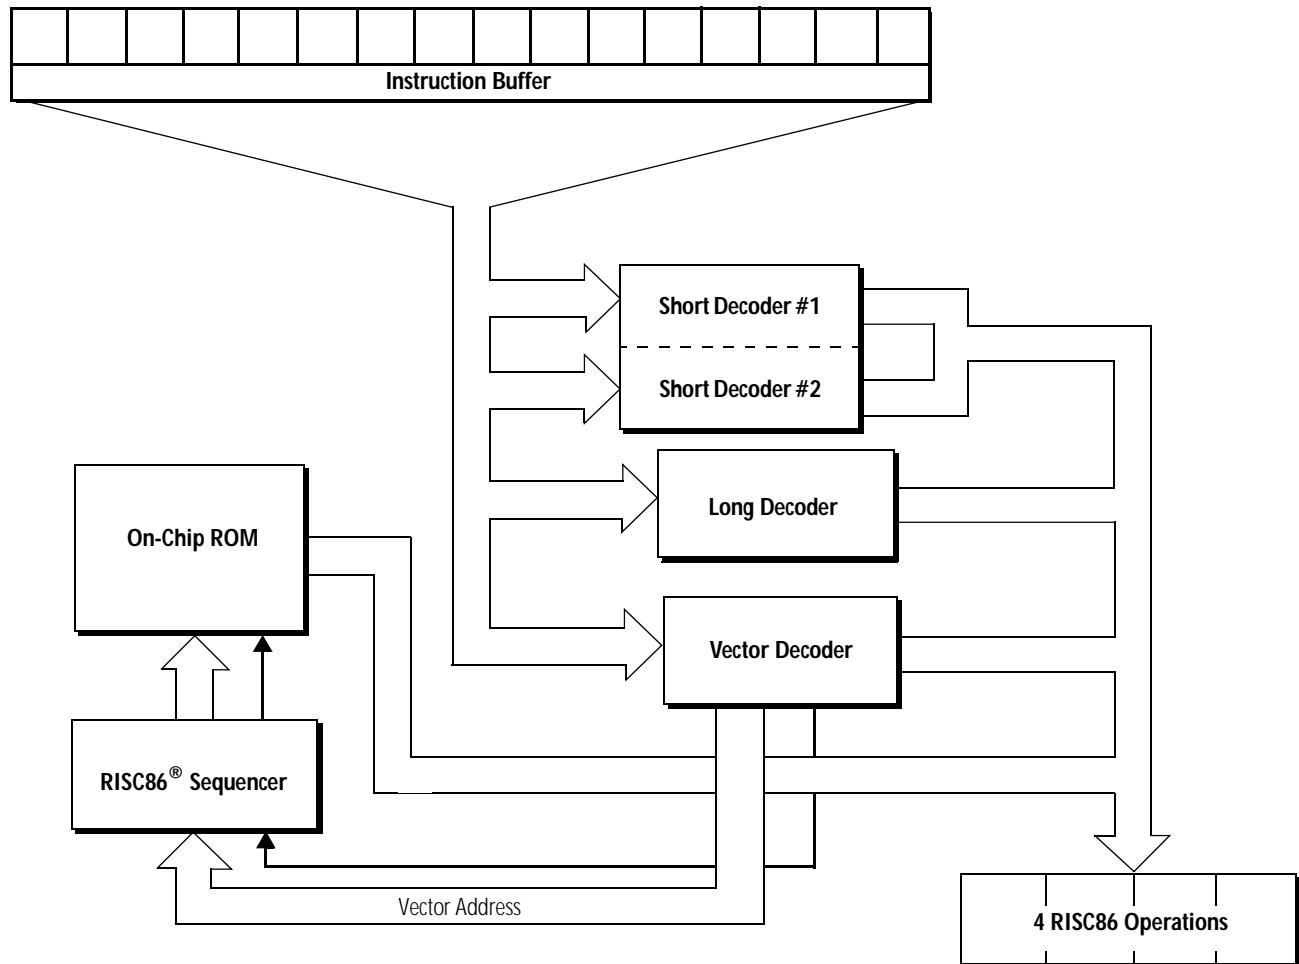 Instruction Buffer
Short Decoder #1
Short Decoder #2
Long Decoder
On-Chip ROM
Vector Decoder
RISC86® Sequencer
Vector Address
4 RISC86 Operations